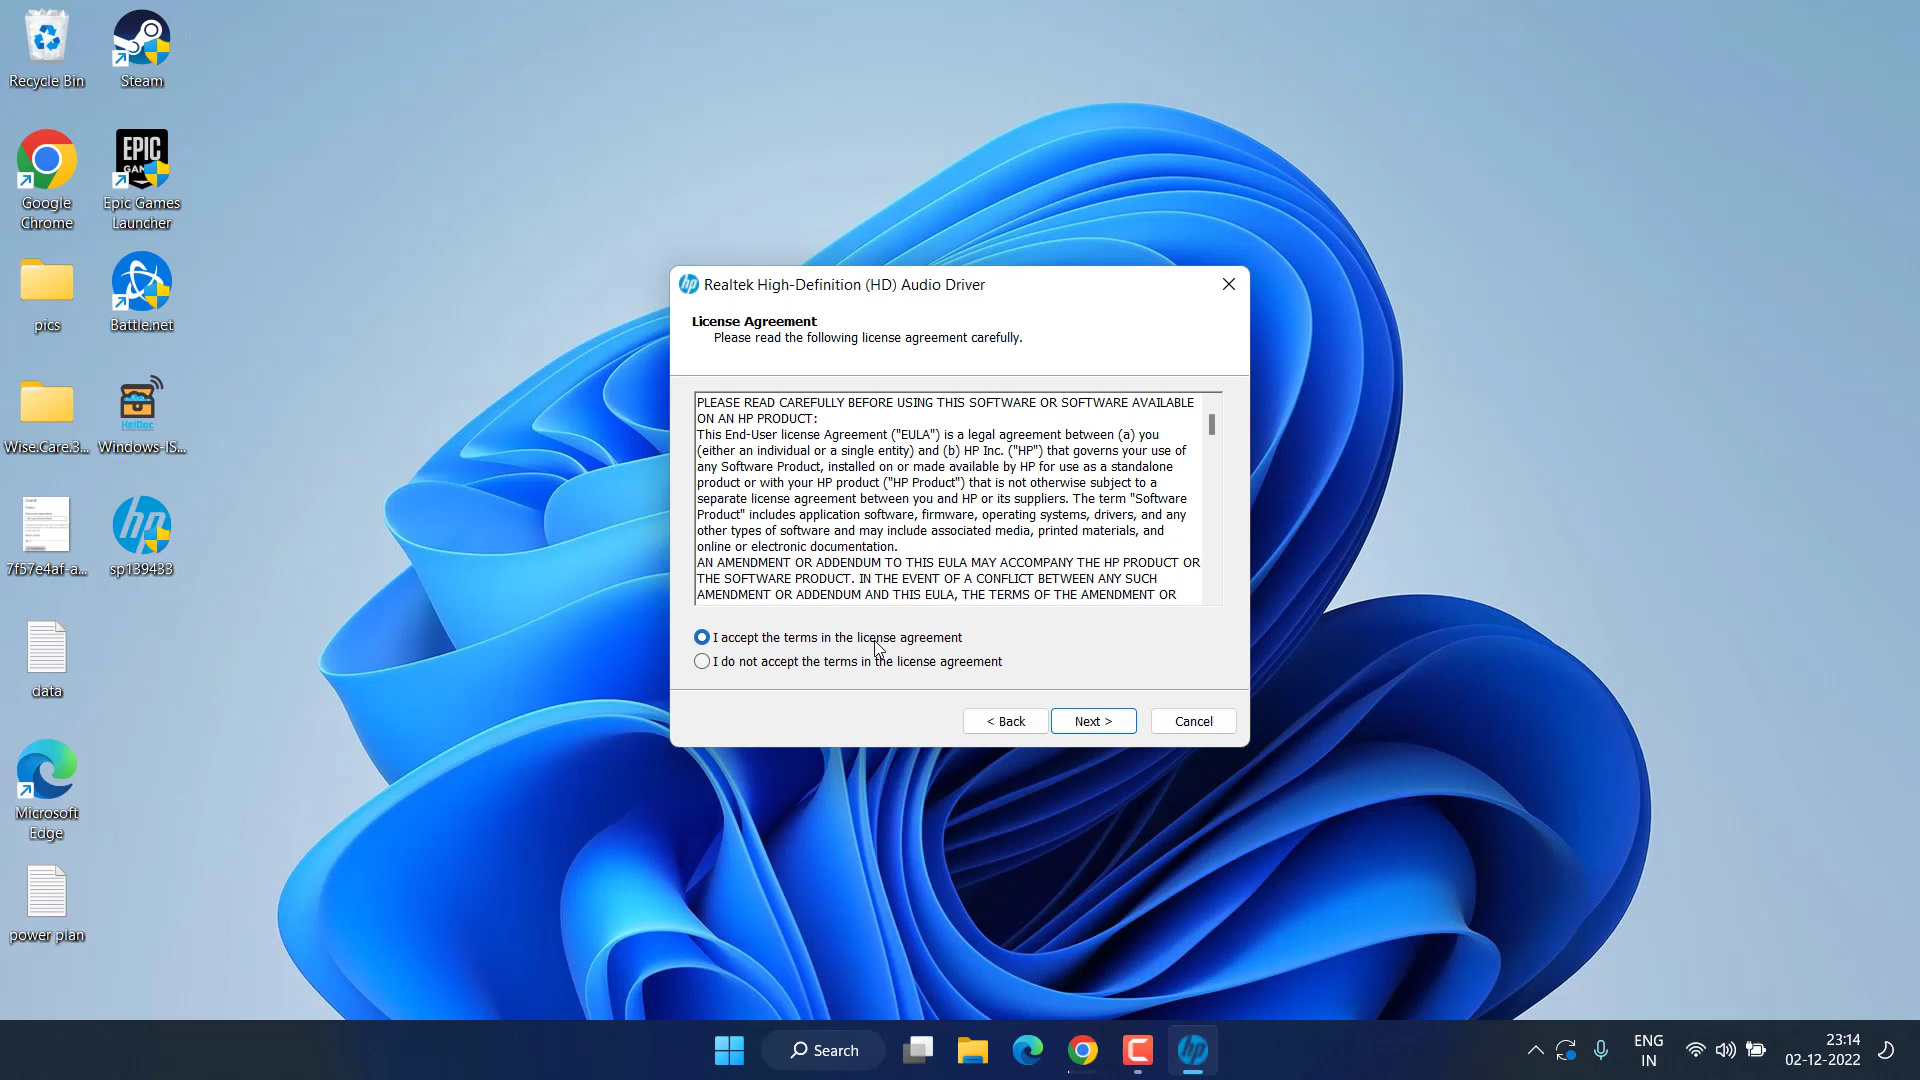 Recycle Bin
Steam
Google
Chrome
EPIC
GAMES
Epic Games
Launcher
pics
Battle.net
Wise.Care.3...
HeiDoc
Windows-IS...
7f57e4af-a...
hp
sp139433
data
Microsoft
Edge
power plan
hp
Realtek High-Definition (HD) Audio Driver
License Agreement
Please read the following license agreement carefully.
PLEASE READ CAREFULLY BEFORE USING THIS SOFTWARE OR SOFTWARE AVAILABLE
ON AN HP PRODUCT:
This End-User license Agreement ("EULA") is a legal agreement between (a) you
(either an individual or a single entity) and (b) HP Inc. ("HP") that governs your use of
any Software Product, installed on or made available by HP for use as a standalone
product or with your HP product ("HP Product") that is not otherwise subject to a
separate license agreement between you and HP or its suppliers. The term "Software
Product" includes application software, firmware, operating systems, drivers, and any
other types of software and may include associated media, printed materials, and
online or electronic documentation.
AN AMENDMENT OR ADDENDUM TO THIS EULA MAY ACCOMPANY THE HP PRODUCT OR
THE SOFTWARE PRODUCT. IN THE EVENT OF A CONFLICT BETWEEN ANY SUCH
AMENDMENT OR ADDENDUM AND THIS EULA, THE TERMS OF THE AMENDMENT OR
I accept the terms in the license agreement
I do not accept the terms in the license agreement
< Back
Next >
Cancel
Search
hp
ENG
IN
23:14
02-12-2022